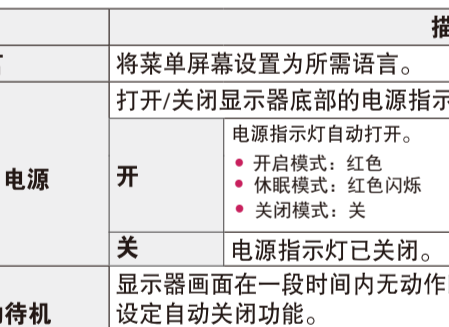 描
言
将菜单屏幕设置为所需语言。
打开/关闭显示器底部的电源指示
电源
开
电源指示灯自动打开。
• 开启模式：红色
• 休眠模式：红色闪烁
• 关闭模式：关
关
电源指示灯已关闭。
显示器画面在一段时间内无动作
待机
设定自动关闭功能。